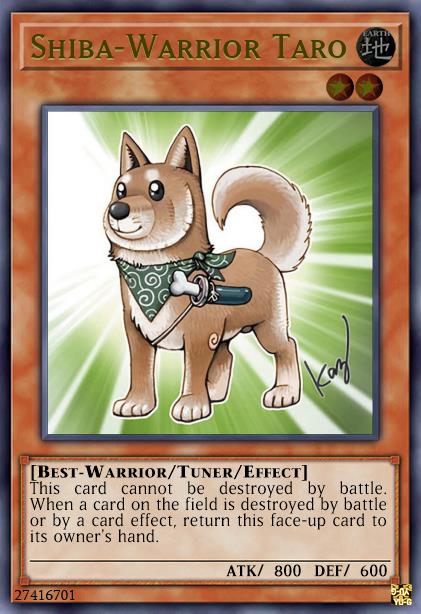 SHIBA-WARRIOR TARO
EARTH
地
[BEST-WARRIOR/TUNER/EFFECT]
This card cannot be destroyed by battle.
When a card on the field is destroyed by battle
or by a card effect, return this face-up card to
its owner's hand.
ATK/ 800 DEF/ 600
27416701